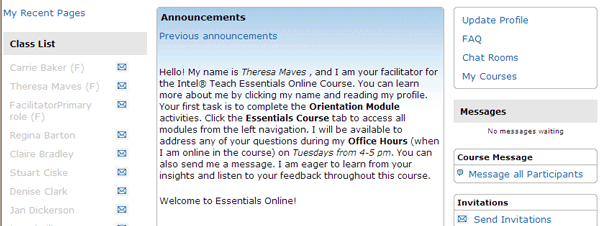 My Recent Pages
Class List
Carrie Baker (F)
Theresa Maves (F)
FacilitatorPrimary
role (F)
Regina Barton
Claire Bradley
Stuart Ciske
Denise Clark
Jan Dickerson
Announcements
Previous announcements
Hello! My name is Theresa Maves , and I am your facilitator for
the Intel® Teach Essentials Online Course. You can learn
more about me by clicking my name and reading my profile.
Your first task is to complete the Orientation Module
activities. Click the Essentials Course tab to access all
modules from the left navigation. I will be available to
address any of your questions during my Office Hours (when
I am online in the course) on Tuesdays from 4-5 pm. You can
also send me a message. I am eager to learn from your
insights and listen to your feedback throughout this course.
Welcome to Essentials Online!
Update Profile
FAQ
Chat Rooms
My Courses
Messages
No messages waiting
Course Message
Message all Participants
Invitations
Send Invitations